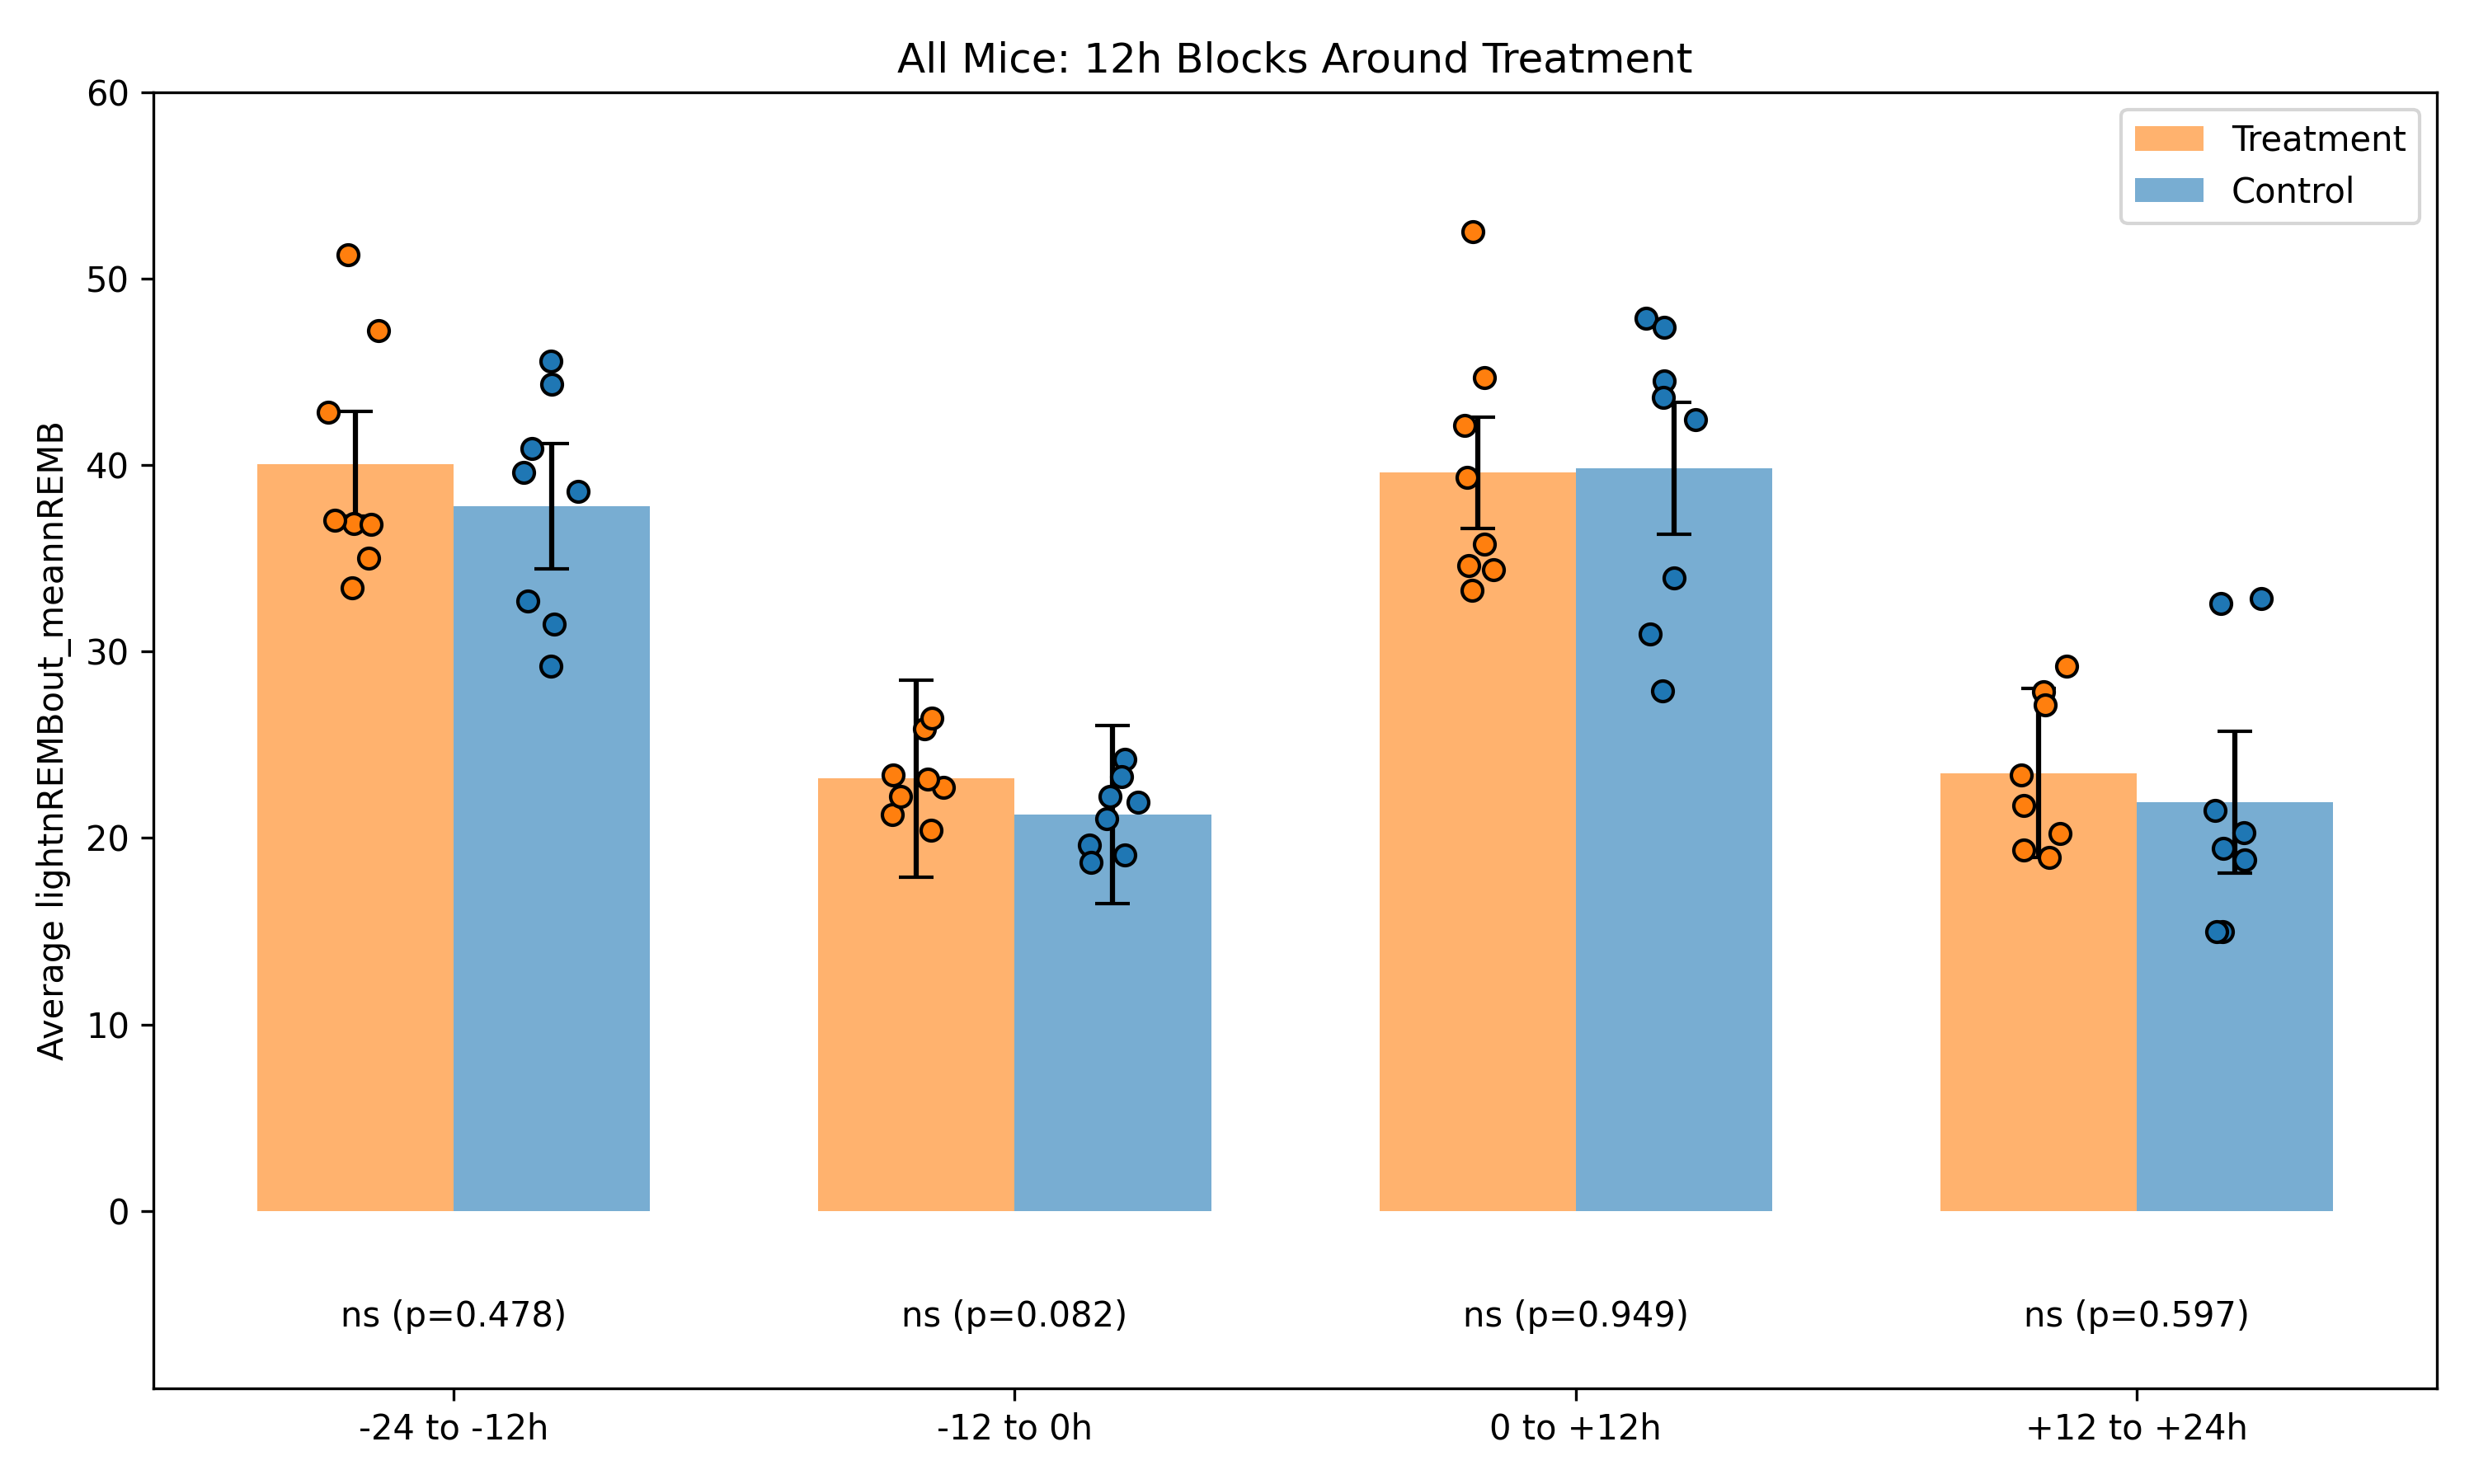 All Mice: 12h Blocks Around Treatment
Treatment
Control
Average lightnREMBout_meannREMB
60
50
40
30
20
10
0
ns (p=0.478)
ns (p=0.082)
ns (p=0.949)
ns (p=0.597)
-24 to -12h
-12 to 0h
0 to +12h
+12 to +24h